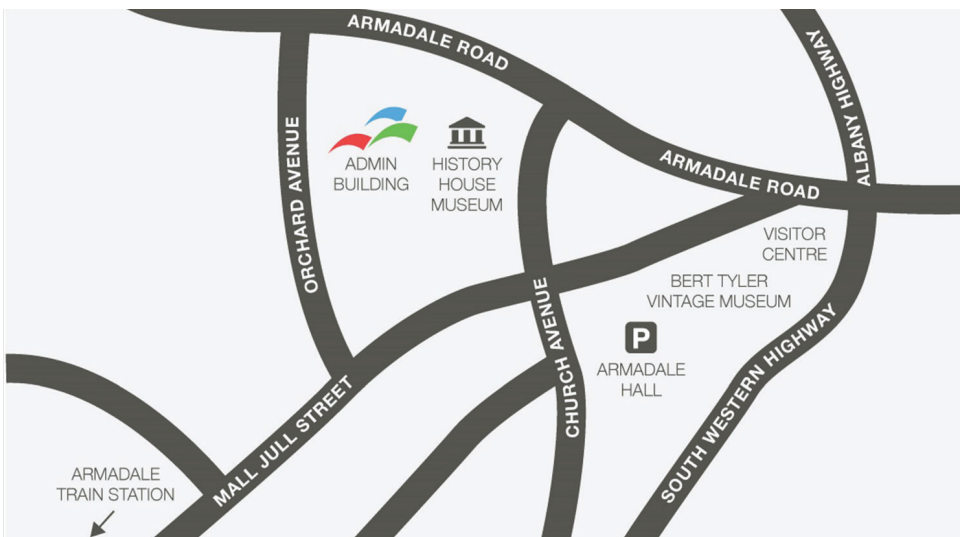 ARMADALE ROAD
ALBANY HIGHWAY
ORCHARD AVENUE
ADMIN
BUILDING
HISTORY
HOUSE
MUSEUM
ARMADALE ROAD
VISITOR
CENTRE
BERT TYLER
VINTAGE MUSEUM
CHURCH AVENUE
P
ARMADALE
HALL
SOUTH WESTERN HIGHWAY
MALL JULL STREET
ARMADALE
TRAIN STATION